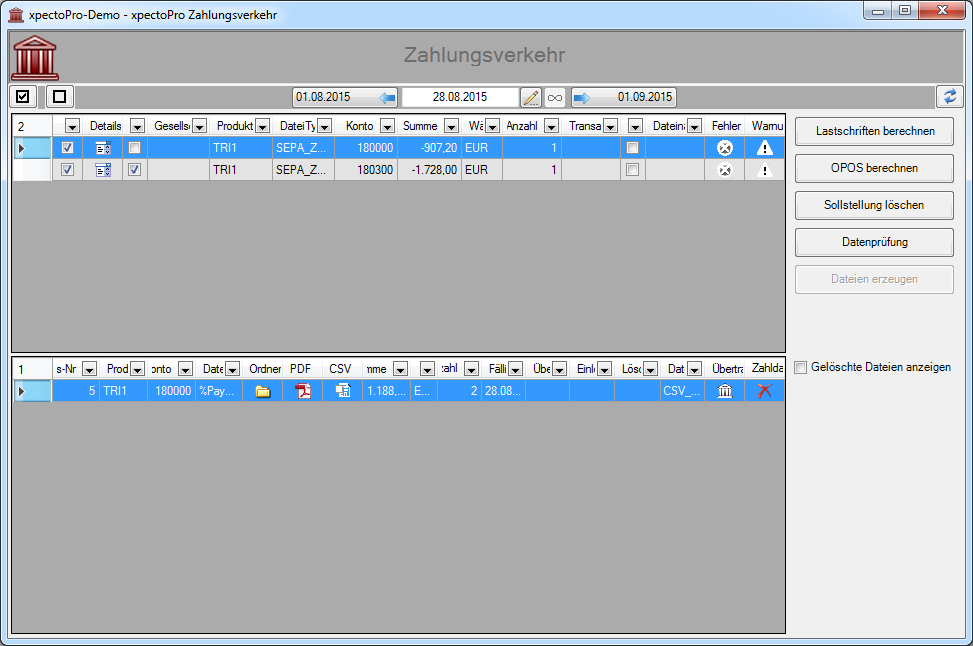 xpectoPro-Demo - xpectoPro Zahlungsverkehr
Zahlungsverkehr
01.08.2015 28.08.2015 01.09.2015
2 Details Gesells Produkt DateiTy Konto Summe Wä Anzahl Transa Datein Fehler Warnu
TRI1 SEPA_Z... 180000 -907,20 EUR 1
TRI1 SEPA_Z... 180300 -1.728,00 EUR 1
Lastschriften berechnen
OPOS berechnen
Sollstellung löschen
Datenprüfung
Dateien erzeugen
1 s-Nr Prod onto Date Ordner PDF CSV mme zahl Fälli Übe Einl Lösc Dat Übertra Zahlda
5 TRI1 180000 %Pay... 1.188,... E... 2 28.08... CSV_...
Gelöschte Dateien anzeigen